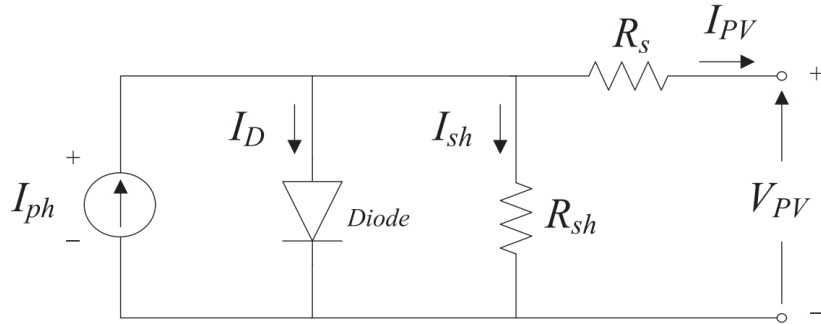 R_s
I_PV
+
I_D
I_sh
+
I_ph
Diode
R_sh
V_PV
−
−